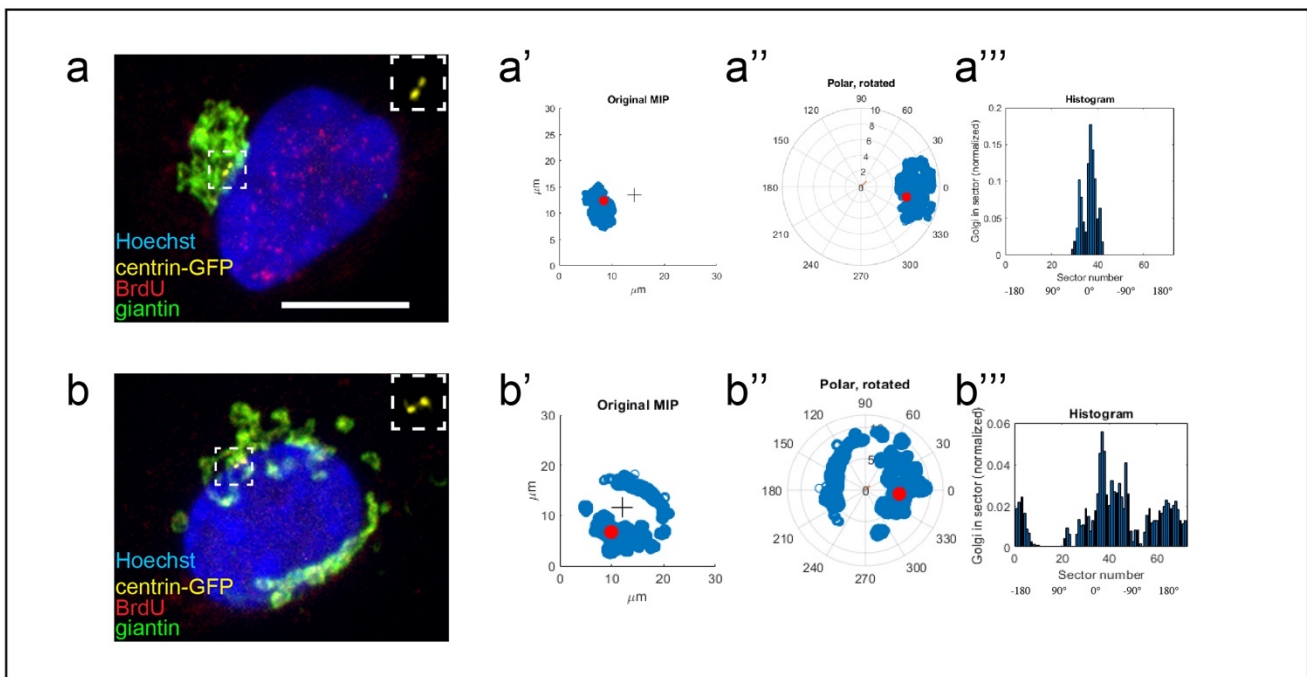 a
Hoechst
centrin-GFP
BrdU
giantin
a'
Original MIP
30
25
20
15
10
5
0
μm
0 10 20 30
μm
a''
Polar, rotated
90
120 60
150 30
180 0
210 330
240 300
270
10
8
6
4
2
0
a'''
Histogram
Golgi in sector (normalized)
0.2
0.15
0.1
0.05
0
0 20 40 60
Sector number
-180 90° 0° -90° 180°
b
Hoechst
centrin-GFP
BrdU
giantin
b'
Original MIP
30
20
10
0
μm
0 10 20 30
μm
b''
Polar, rotated
90
120 60
150 30
180 0
210 330
240 300
270
5
0
b'''
Histogram
Golgi in sector (normalized)
0.06
0.04
0.02
0
0 20 40 60
Sector number
-180 90° 0° -90° 180°